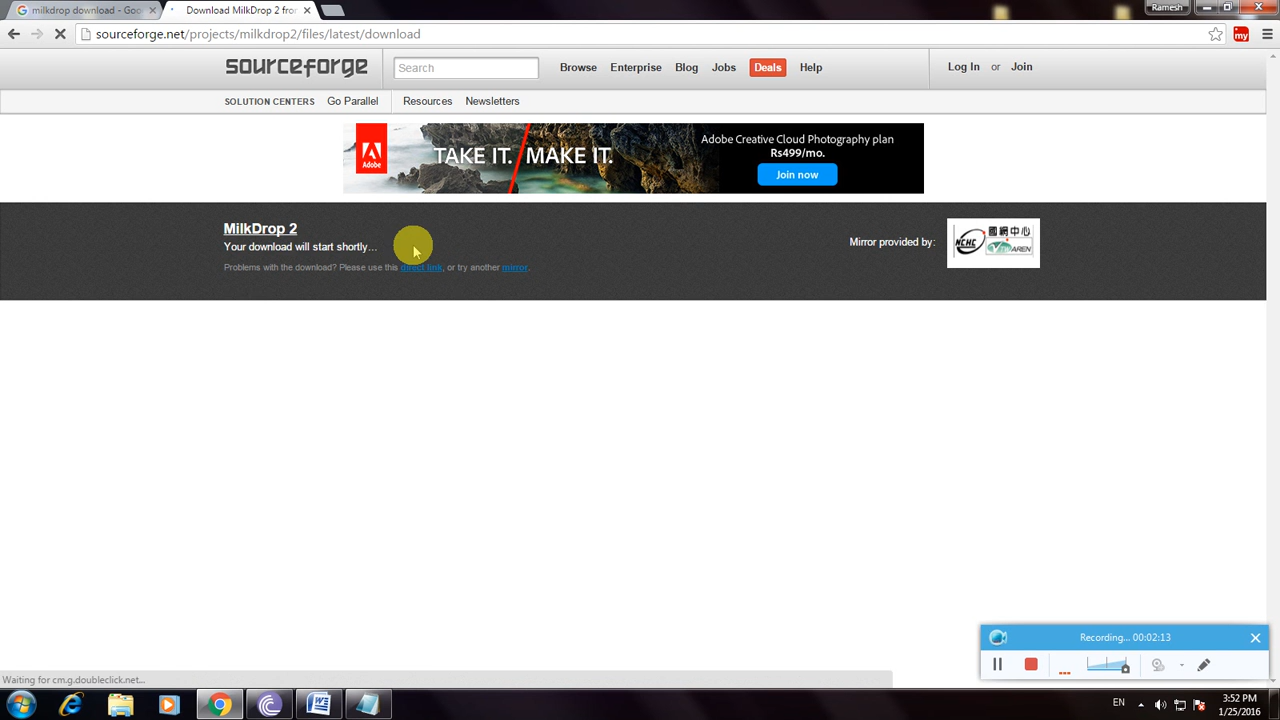 milkdrop download - Goo
Download MilkDrop 2 fro
Ramesh
sourceforge.net/projects/milkdrop2/files/latest/download
my
sourceforge
Search
Browse
Enterprise
Blog
Jobs
Deals
Help
Log In or Join
SOLUTION CENTERS
Go Parallel
Resources
Newsletters
Adobe
TAKE IT. MAKE IT.
Adobe Creative Cloud Photography plan
Rs499/mo.
Join now
MilkDrop 2
Your download will start shortly...
Problems with the download? Please use this direct link, or try another mirror.
Mirror provided by:
NCHC
國網中心
Recording... 00:02:13
Waiting for cm.g.doubleclick.net...
EN
3:52 PM
1/25/2016